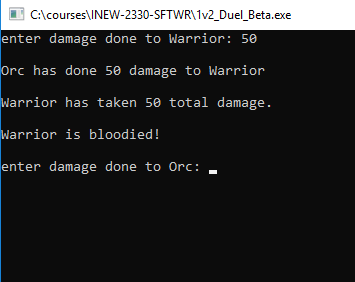 C:\courses\INEW-2330-SFTWR\1v2_Duel_Beta.exe
enter damage done to Warrior: 50
Orc has done 50 damage to Warrior
Warrior has taken 50 total damage.
Warrior is bloodied!
enter damage done to Orc: